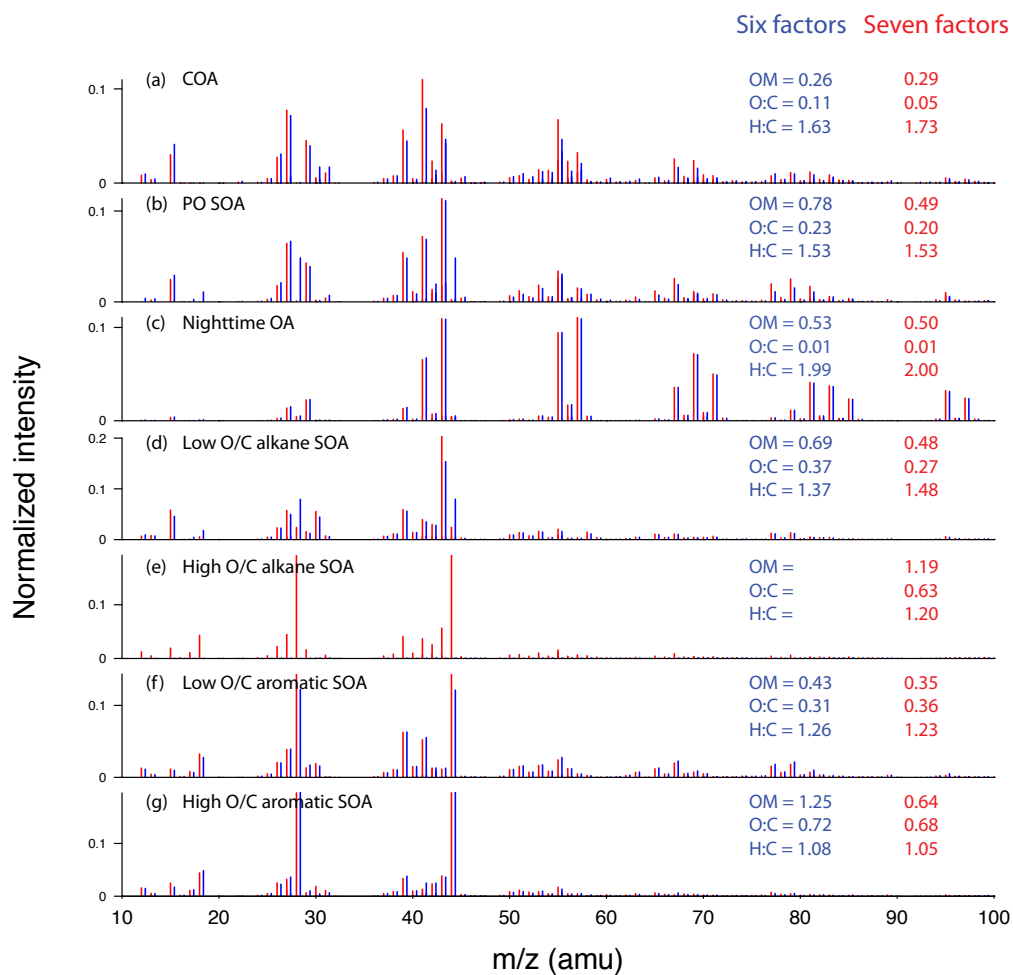 Six factors Seven factors
(a) COA
OM = 0.26 0.29
O:C = 0.11 0.05
H:C = 1.63 1.73
0.1
0
(b) PO SOA
OM = 0.78 0.49
O:C = 0.23 0.20
H:C = 1.53 1.53
0.1
0
(c) Nighttime OA
OM = 0.53 0.50
O:C = 0.01 0.01
H:C = 1.99 2.00
0.1
0
(d) Low O/C alkane SOA
OM = 0.69 0.48
O:C = 0.37 0.27
H:C = 1.37 1.48
0.2
0.1
0
(e) High O/C alkane SOA
OM = 1.19
O:C = 0.63
H:C = 1.20
0.1
0
(f) Low O/C aromatic SOA
OM = 0.43 0.35
O:C = 0.31 0.36
H:C = 1.26 1.23
0.1
0
(g) High O/C aromatic SOA
OM = 1.25 0.64
O:C = 0.72 0.68
H:C = 1.08 1.05
0.1
0
10 20 30 40 50 60 70 80 90 100
m/z (amu)
Normalized intensity